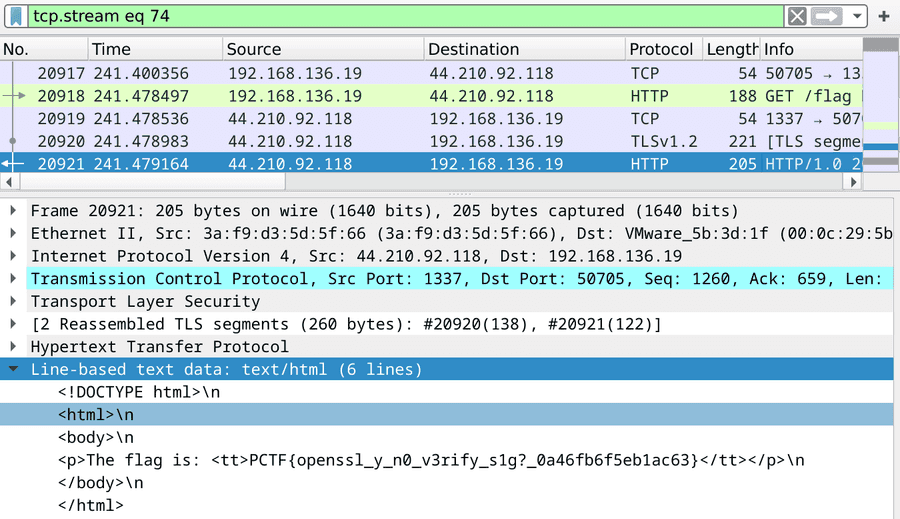 tcp.stream eq 74
No. Time Source Destination Protocol Length Info
20917 241.400356 192.168.136.19 44.210.92.118 TCP 54 50705 → 13
20918 241.478497 192.168.136.19 44.210.92.118 HTTP 188 GET /flag
20919 241.478536 44.210.92.118 192.168.136.19 TCP 54 1337 → 507
20920 241.478983 44.210.92.118 192.168.136.19 TLSv1.2 221 [TLS segme
20921 241.479164 44.210.92.118 192.168.136.19 HTTP 205 HTTP/1.0 2
Frame 20921: 205 bytes on wire (1640 bits), 205 bytes captured (1640 bits)
Ethernet II, Src: 3a:f9:d3:5d:5f:66 (3a:f9:d3:5d:5f:66), Dst: VMware_5b:3d:1f (00:0c:29:5b
Internet Protocol Version 4, Src: 44.210.92.118, Dst: 192.168.136.19
Transmission Control Protocol, Src Port: 1337, Dst Port: 50705, Seq: 1260, Ack: 659, Len:
Transport Layer Security
[2 Reassembled TLS segments (260 bytes): #20920(138), #20921(122)]
Hypertext Transfer Protocol
Line-based text data: text/html (6 lines)
<!DOCTYPE html>\n
<html>\n
<body>\n
<p>The flag is: <tt>PCTF{openssl_y_n0_v3rify_s1g?_0a46fb6f5eb1ac63}</tt></p>\n
</body>\n
</html>